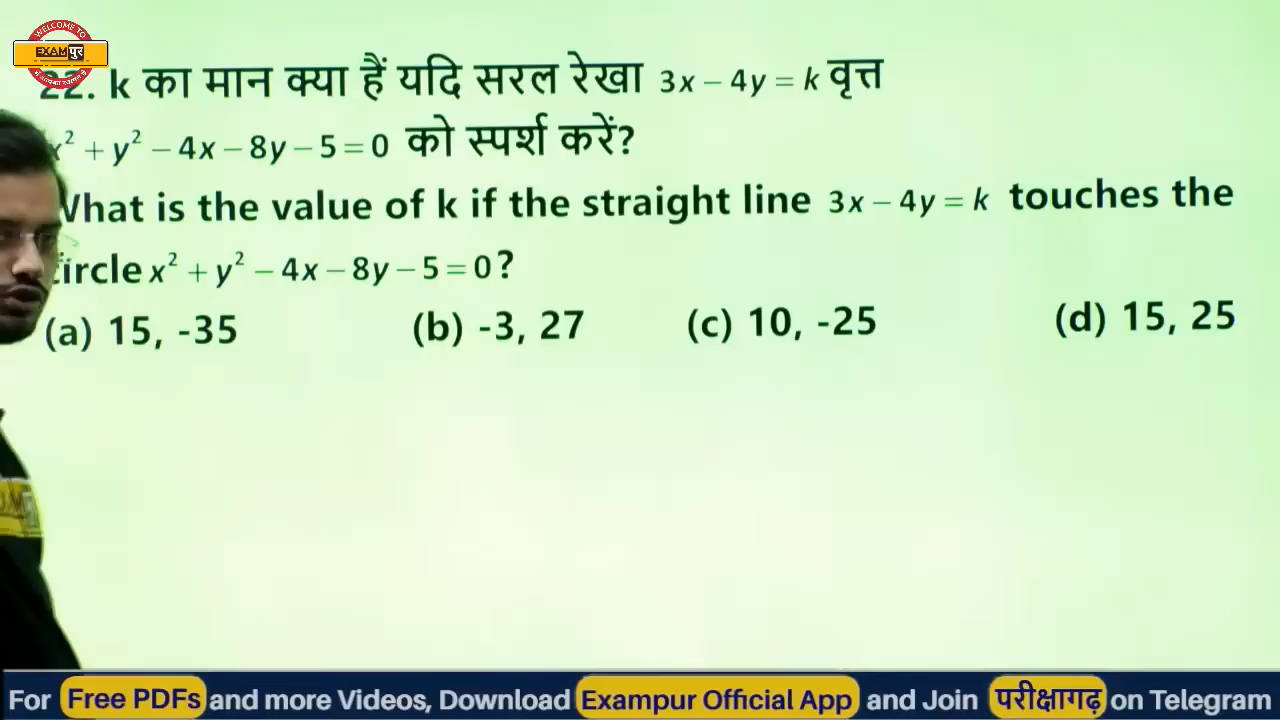 WELCOME TO
EXAMपुर
22. k का मान क्या हैं यदि सरल रेखा 3x – 4y = k वृत्त
x² + y² – 4x – 8y – 5 = 0 को स्पर्श करें?
What is the value of k if the straight line 3x – 4y = k touches the
circle x² + y² – 4x – 8y – 5 = 0?
(a) 15, -35 (b) -3, 27 (c) 10, -25 (d) 15, 25
For Free PDFs and more Videos, Download Exampur Official App and Join परीक्षागढ़ on Telegram